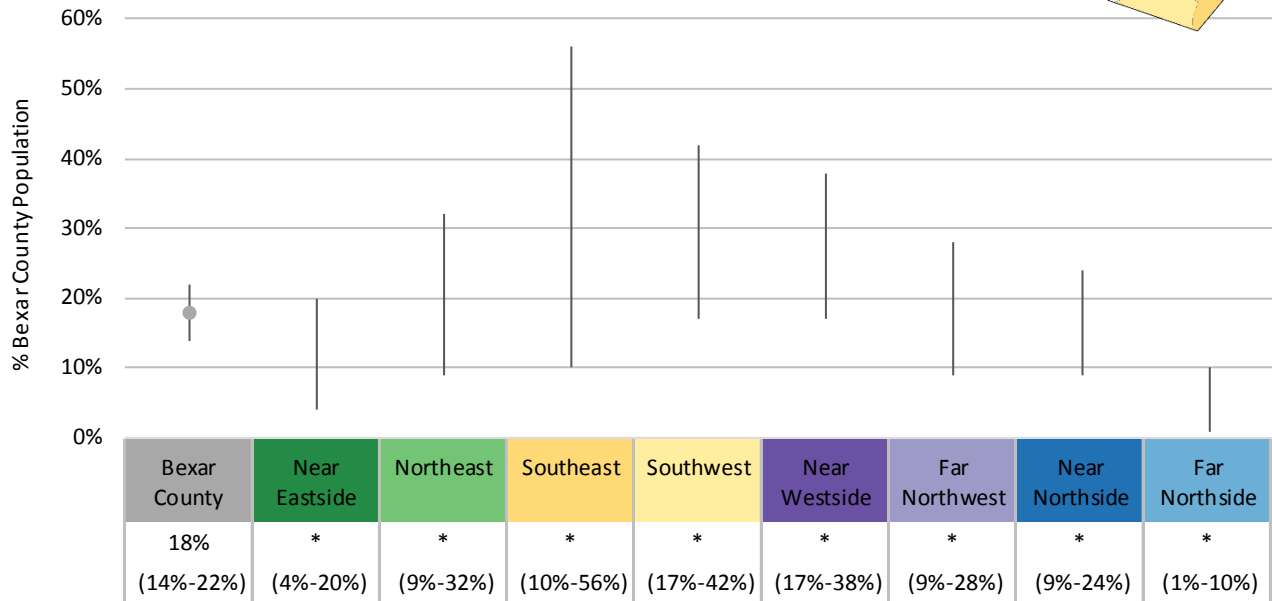 60%
50%
40%
30%
20%
10%
0%
% Bexar County Population
Bexar County
Near Eastside
Northeast
Southeast
Southwest
Near Westside
Far Northwest
Near Northside
Far Northside
18% * * * * * * * *
(14%-22%) (4%-20%) (9%-32%) (10%-56%) (17%-42%) (17%-38%) (9%-28%) (9%-24%) (1%-10%)